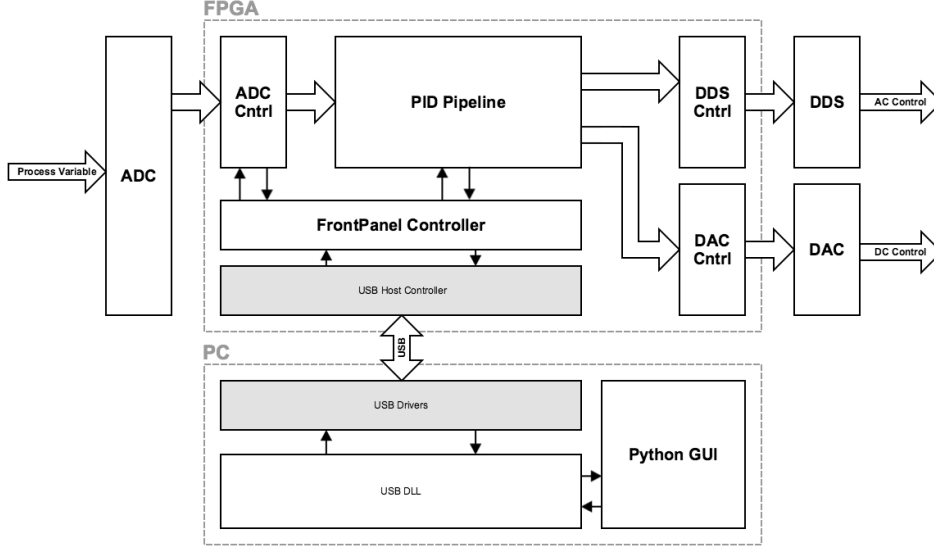 FPGA
ADC
Cntrl
PID Pipeline
DDS
Cntrl
DDS
AC Control
Process Variable
ADC
FrontPanel Controller
DAC
Cntrl
DAC
DC Control
USB Host Controller
USB
PC
USB Drivers
Python GUI
USB DLL